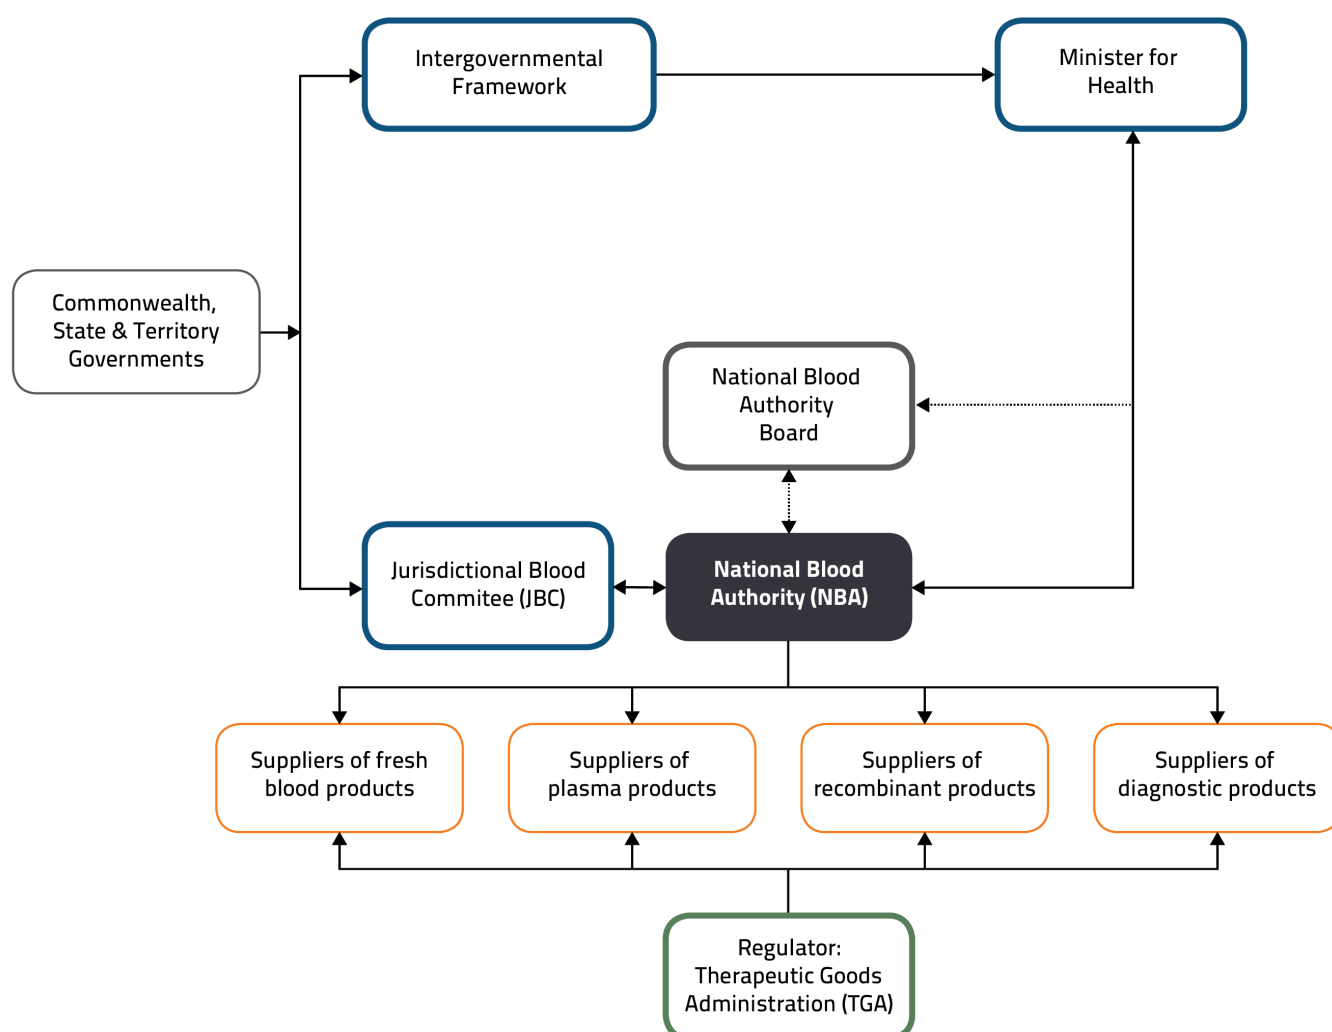 Intergovernmental
Framework
Minister for
Health
Commonwealth,
State & Territory
Governments
National Blood
Authority
Board
Jurisdictional Blood
Commitee (JBC)
National Blood
Authority (NBA)
Suppliers of fresh
blood products
Suppliers of
plasma products
Suppliers of
recombinant products
Suppliers of
diagnostic products
Regulator:
Therapeutic Goods
Administration (TGA)